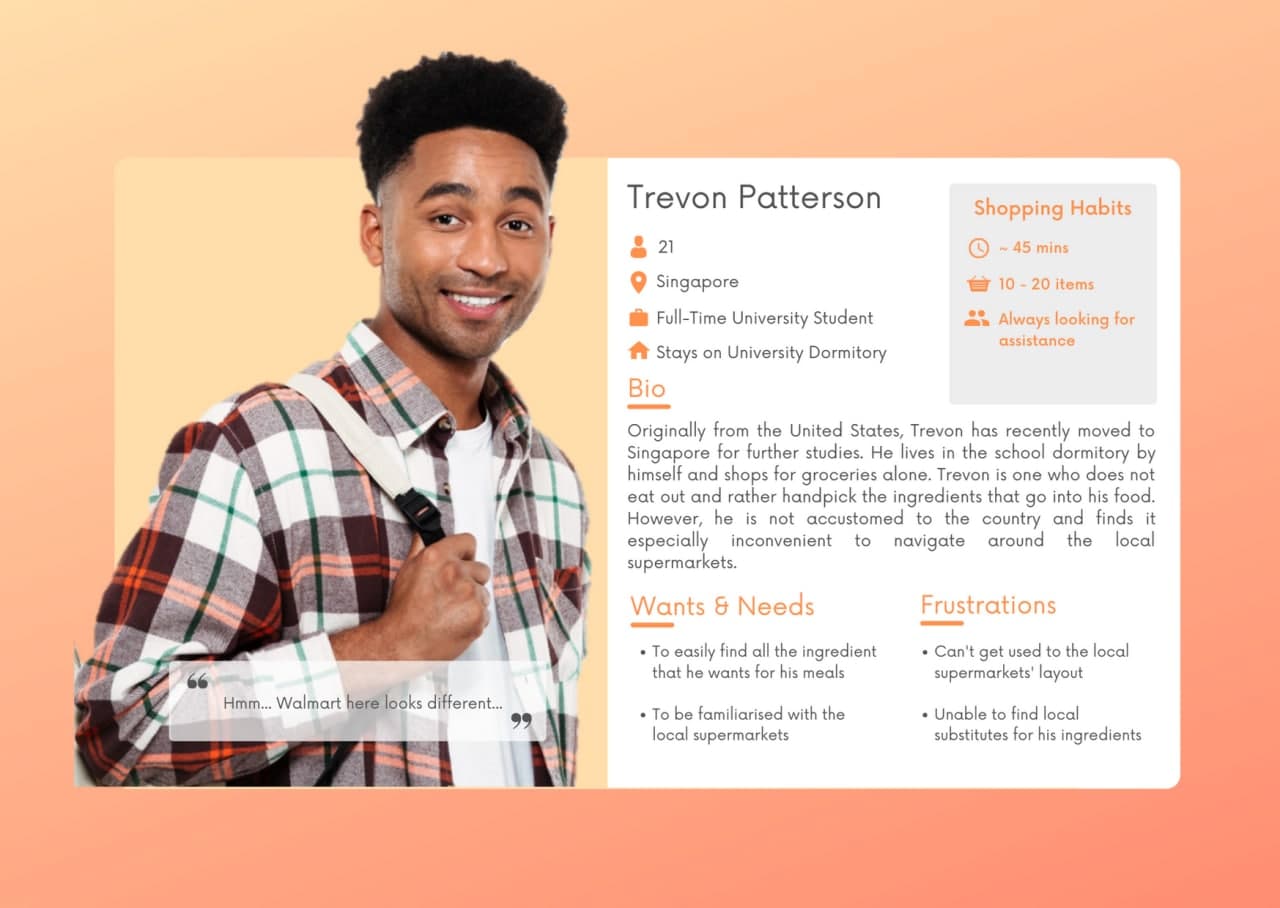 Trevon Patterson
21
Singapore
Full-Time University Student
Stays on University Dormitory
Shopping Habits
~ 45 mins
10 - 20 items
Always looking for
assistance
Bio
Originally from the United States, Trevon has recently moved to
Singapore for further studies. He lives in the school dormitory by
himself and shops for groceries alone. Trevon is one who does not
eat out and rather handpick the ingredients that go into his food.
However, he is not accustomed to the country and finds it
especially inconvenient to navigate around the local
supermarkets.
Wants & Needs
• To easily find all the ingredient
that he wants for his meals
• To be familiarised with the
local supermarkets
Frustrations
• Can't get used to the local
supermarkets' layout
• Unable to find local
substitutes for his ingredients
“
Hmm... Walmart here looks different...
”